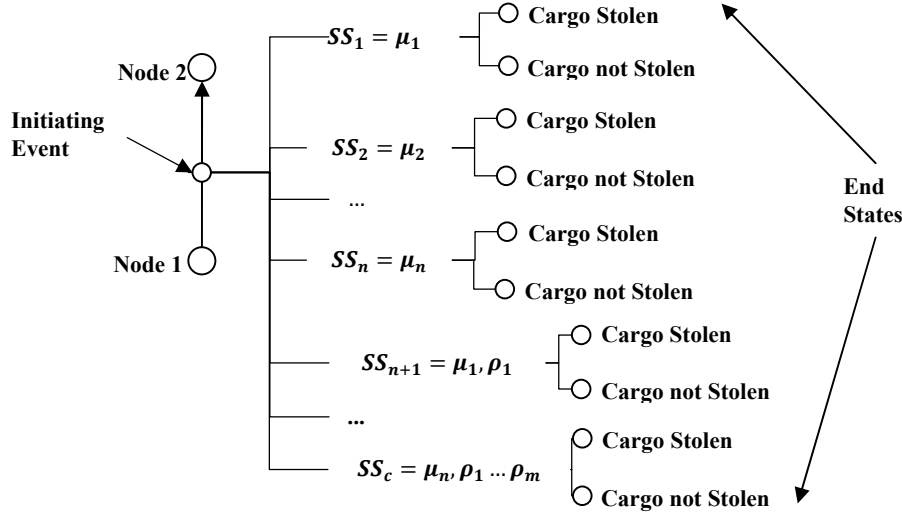 Cargo Stolen
SS₁ = μ₁
Cargo not Stolen
Node 2
Initiating
Event
Cargo Stolen
SS₂ = μ₂
Cargo not Stolen
...
End
States
Cargo Stolen
SSₙ = μₙ
Node 1
Cargo not Stolen
Cargo Stolen
SSₙ₊₁ = μ₁, ρ₁
Cargo not Stolen
...
Cargo Stolen
SS_c = μₙ, ρ₁ … ρₘ
Cargo not Stolen